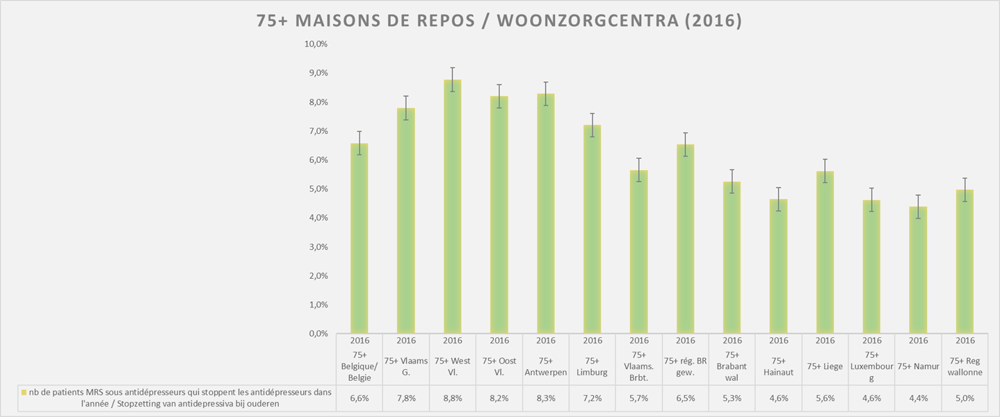 75+ MAISONS DE REPOS / WOONZORGCENTRA (2016)
10,0%
9,0%
8,0%
7,0%
6,0%
5,0%
4,0%
3,0%
2,0%
1,0%
0,0%
2016 2016 2016 2016 2016 2016 2016 2016 2016 2016 2016 2016 2016 2016
75+ Belgique/ Belgie
75+ Vlaams G.
75+ West Vl.
75+ Oost Vl.
75+ Antwerpen
75+ Limburg
75+ Vlaams. Brbt.
75+ rég. BR gew.
75+ Brabant wal
75+ Hainaut
75+ Liege
75+ Luxembour g
75+ Namur
75+ Reg wallonne
nb de patients MRS sous antidépresseurs qui stoppent les antidépresseurs dans
l'année / Stopzetting van antidepressiva bij ouderen
6,6% 7,8% 8,8% 8,2% 8,3% 7,2% 5,7% 6,5% 5,3% 4,6% 5,6% 4,6% 4,4% 5,0%